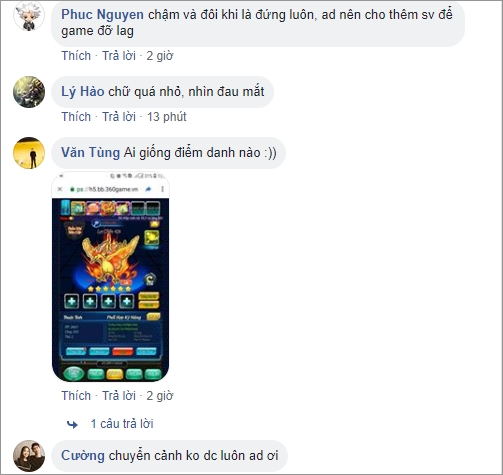 Phuc Nguyen chậm và đôi khi là đứng luôn, ad nên cho thêm sv để
game đỡ lag
Thích · Trả lời · 2 giờ
Lý Hào chữ quá nhỏ, nhìn đau mắt
Thích · Trả lời · 13 phút
Văn Tùng Ai giống điểm danh nào :))
ps://h5.bb.360game.vn
Thích · Trả lời · 2 giờ
1 câu trả lời
Cường chuyển cảnh ko dc luôn ad ơi